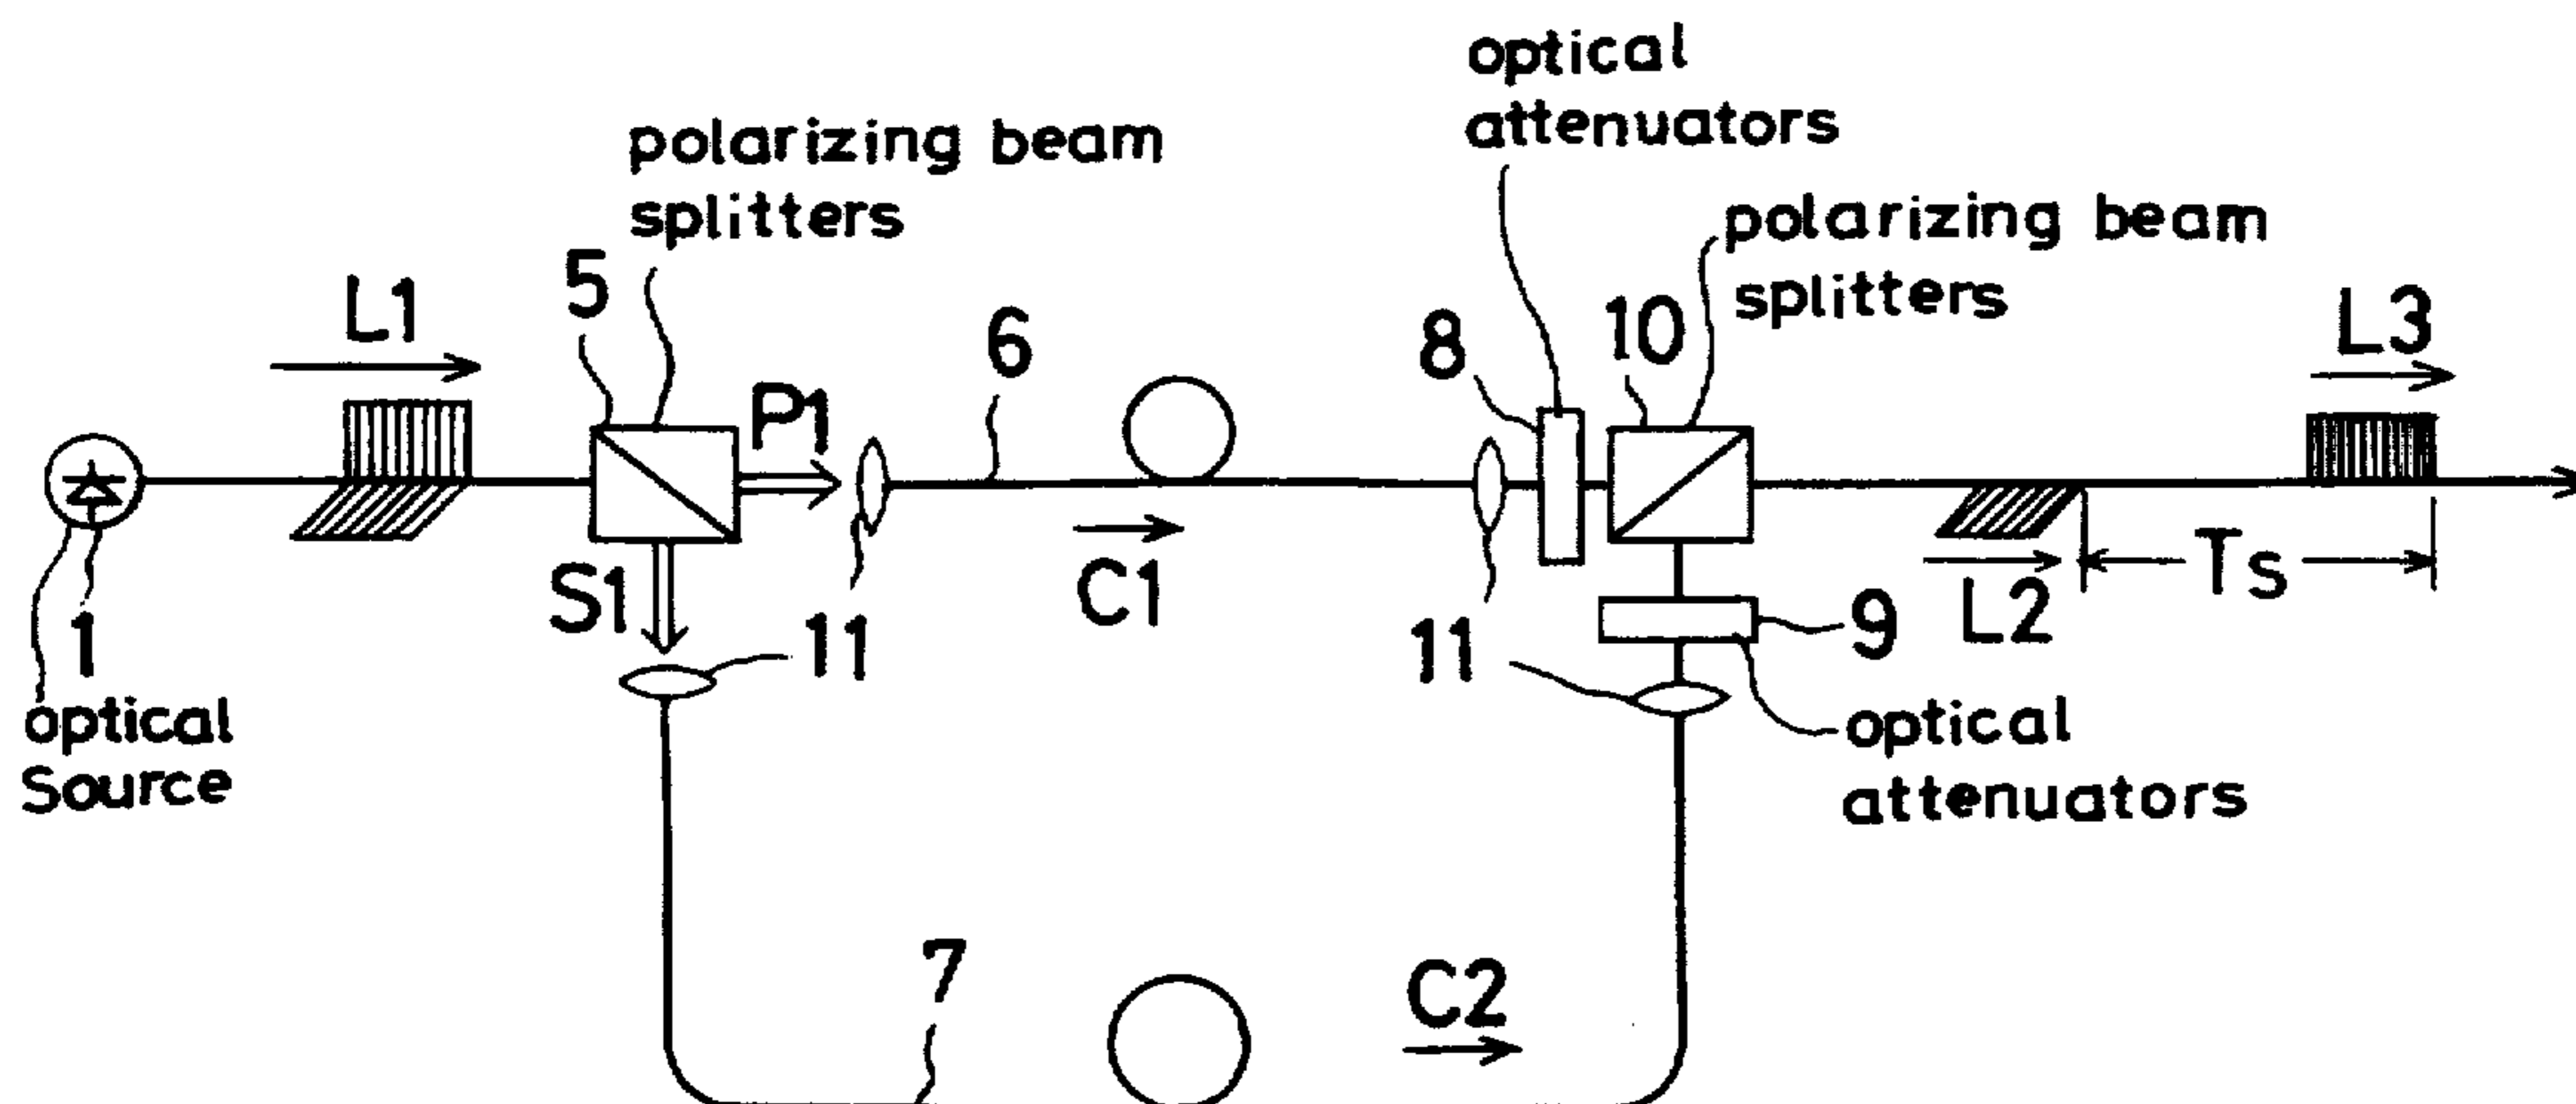 optical
attenuators
polarizing beam
splitters
polarizing beam
splitters
L1
5
6
8
10
L3
P1
S1
11
C1
11
9
L2
Ts
1
optical
Source
optical
attenuators
7
C2